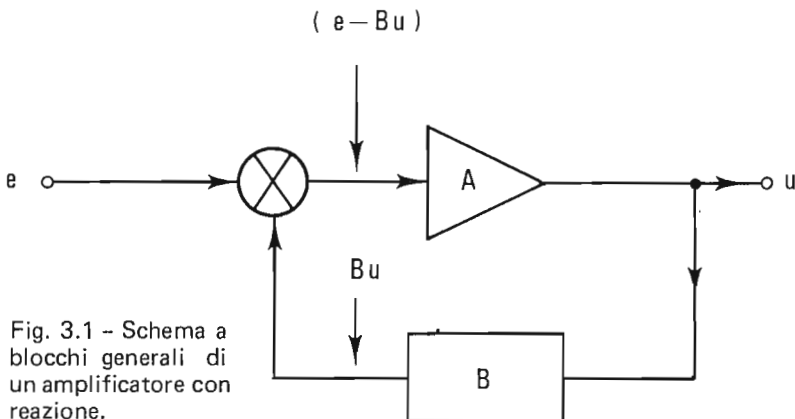 ( e – Bu )
e
A
u
Bu
B
Fig. 3.1 – Schema a
blocchi generali di
un amplificatore con
reazione.